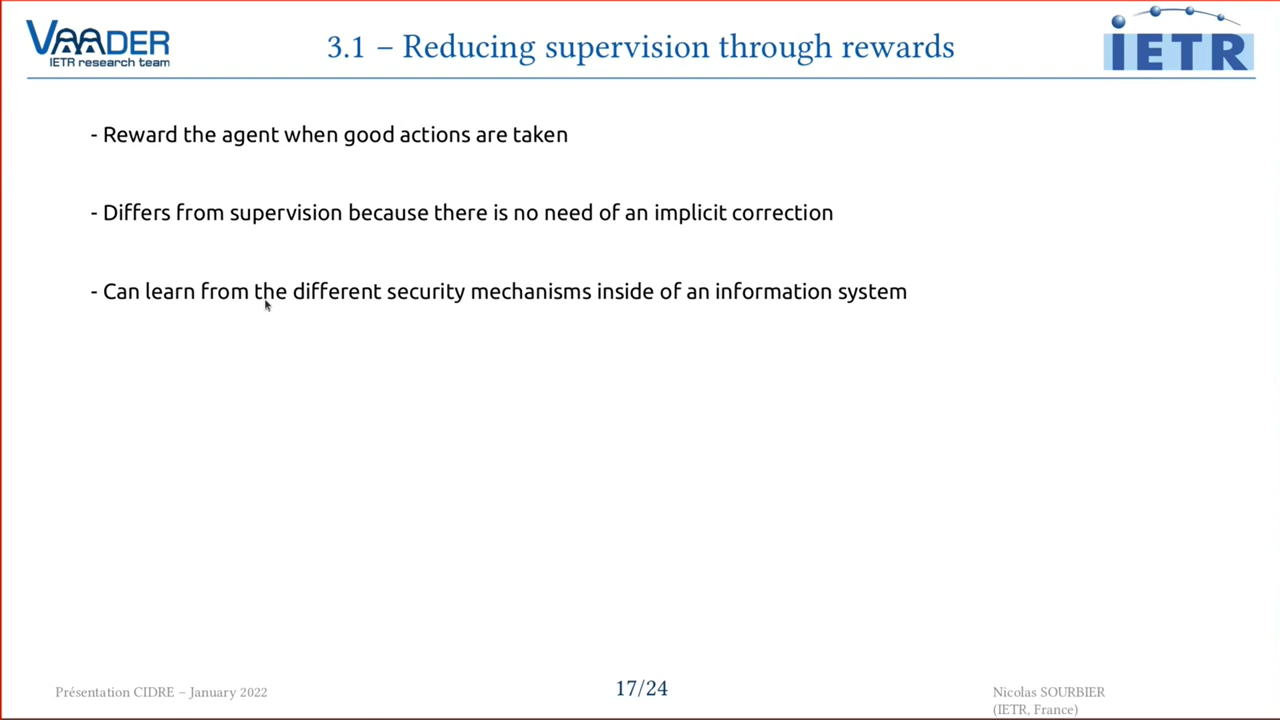 VAADER
IETR research team
3.1 – Reducing supervision through rewards
iETR
- Reward the agent when good actions are taken
- Differs from supervision because there is no need of an implicit correction
- Can learn from the different security mechanisms inside of an information system
Présentation CIDRE – January 2022
17/24
Nicolas SOURBIER
(IETR, France)